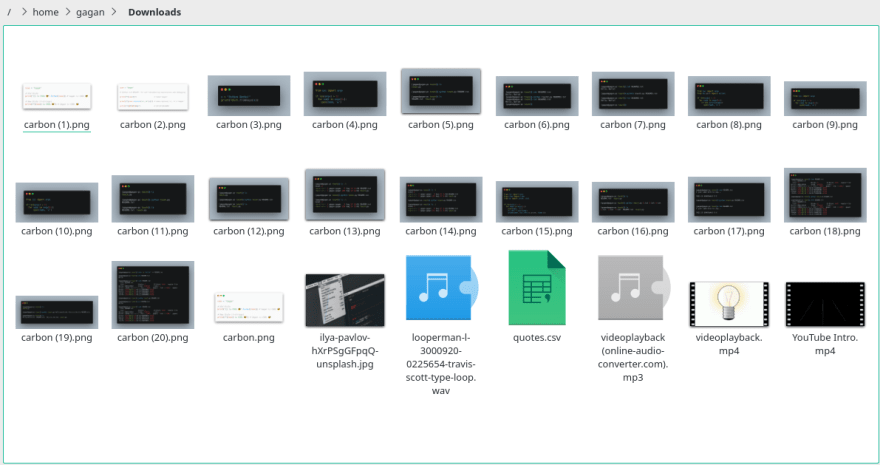 / > home > gagan > Downloads
carbon (1).png carbon (2).png carbon (3).png carbon (4).png carbon (5).png carbon (6).png carbon (7).png carbon (8).png carbon (9).png
carbon (10).png carbon (11).png carbon (12).png carbon (13).png carbon (14).png carbon (15).png carbon (16).png carbon (17).png carbon (18).png
carbon (19).png
carbon (20).png
carbon.png
ilya-pavlov-
hXrPSgGFpqQ-
unsplash.jpg
looperman-l-
3000920-
0225654-travis-
scott-type-loop.
wav
quotes.csv
videoplayback
(online-audio-
converter.com).
mp3
videoplayback.
mp4
YouTube Intro.
mp4